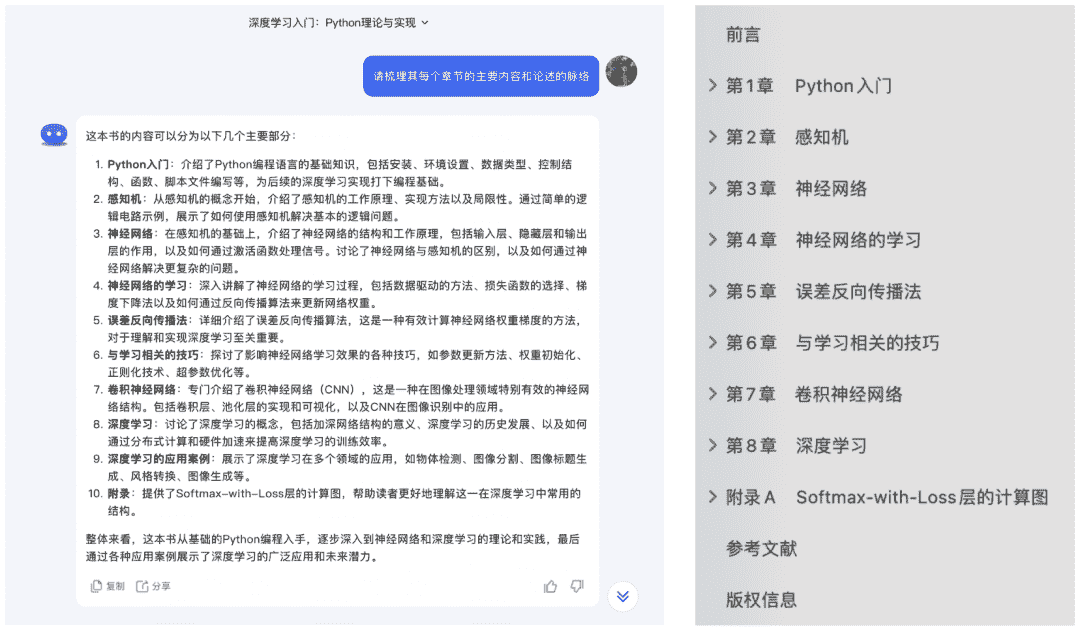 深度学习入门：Python理论与实现
请梳理其每个章节的主要内容和论述的脉络
这本书的内容可以分为以下几个主要部分：
1. Python入门：介绍了Python编程语言的基础知识，包括安装、环境设置、数据类型、控制结
构、函数、脚本文件编写等，为后续的深度学习实现打下编程基础。
2. 感知机：从感知机的概念开始，介绍了感知机的工作原理、实现方法以及局限性。通过简单的逻
辑电路示例，展示了如何使用感知机解决基本的逻辑问题。
3. 神经网络：在感知机的基础上，介绍了神经网络的结构和工作原理，包括输入层、隐藏层和输出
层的作用，以及如何通过激活函数处理信号。讨论了神经网络与感知机的区别，以及如何通过神
经网络解决更复杂的问题。
4. 神经网络的学习：深入讲解了神经网络的学习过程，包括数据驱动的方法、损失函数的选择、梯
度下降法以及如何通过反向传播算法来更新网络权重。
5. 误差反向传播法：详细介绍了误差反向传播算法，这是一种有效计算神经网络权重梯度的方法，
对于理解和实现深度学习至关重要。
6. 与学习相关的技巧：探讨了影响神经网络学习效果的各种技巧，如参数更新方法、权重初始化、
正则化技术、超参数优化等。
7. 卷积神经网络：专门介绍了卷积神经网络（CNN），这是一种在图像处理领域特别有效的神经网
络结构。包括卷积层、池化层的实现和可视化，以及CNN在图像识别中的应用。
8. 深度学习：讨论了深度学习的概念，包括加深网络结构的意义、深度学习的历史发展、以及如何
通过分布式计算和硬件加速来提高深度学习的训练效率。
9. 深度学习的应用案例：展示了深度学习在多个领域的应用，如物体检测、图像分割、图像标题生
成、风格转换、图像生成等。
10. 附录：提供了Softmax-with-Loss层的计算图，帮助读者更好地理解这一在深度学习中常用的
结构。
整体来看，这本书从基础的Python编程入手，逐步深入到神经网络和深度学习的理论和实践，最后
通过各种应用案例展示了深度学习的广泛应用和未来潜力。
复制 分享
前言
第1章 Python入门
第2章 感知机
第3章 神经网络
第4章 神经网络的学习
第5章 误差反向传播法
第6章 与学习相关的技巧
第7章 卷积神经网络
第8章 深度学习
附录A Softmax-with-Loss层的计算图
参考文献
版权信息